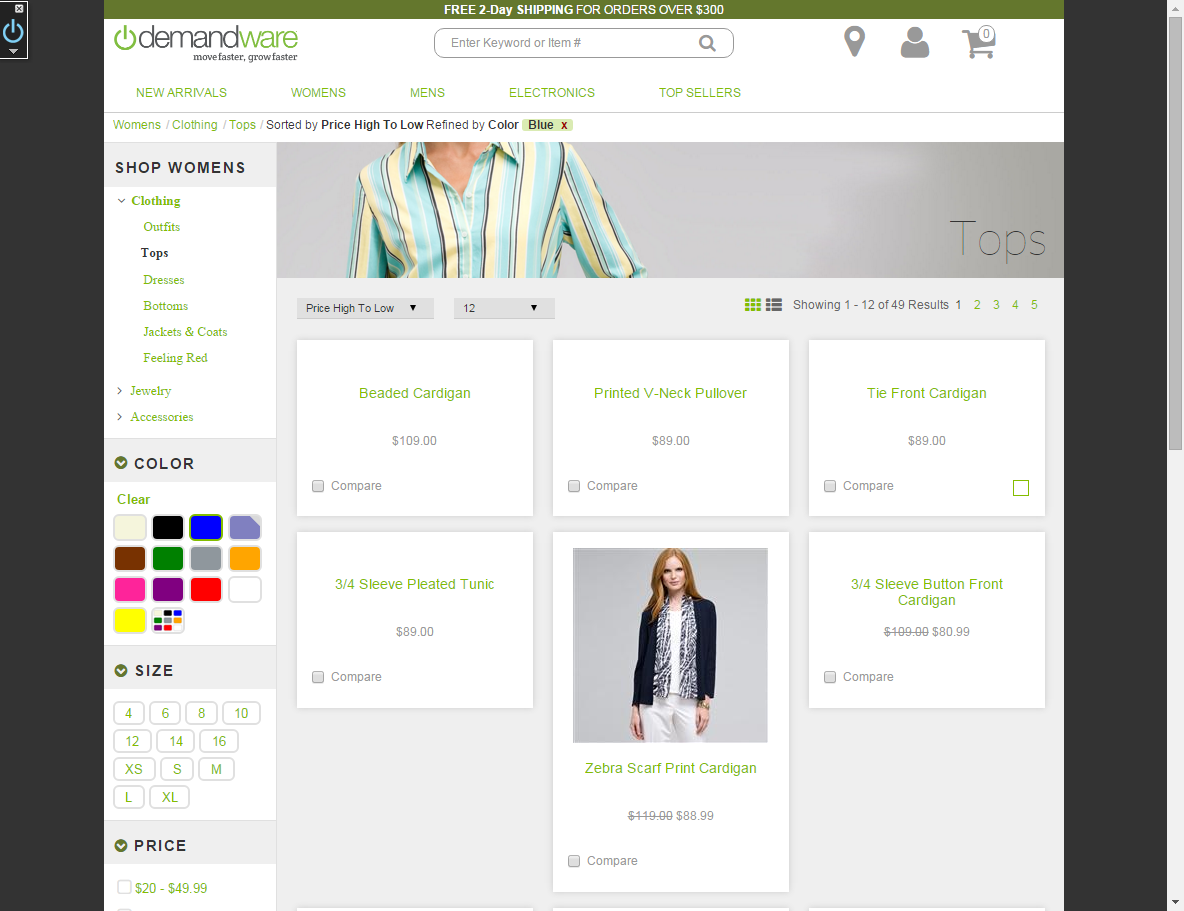 FREE 2-Day SHIPPING FOR ORDERS OVER $300
demandware
move faster, grow faster
Enter Keyword or Item #
0
NEW ARRIVALS WOMENS MENS ELECTRONICS TOP SELLERS
Womens / Clothing / Tops / Sorted by Price High To Low Refined by Color Blue x
SHOP WOMENS
Clothing
Outfits
Tops
Dresses
Bottoms
Jackets & Coats
Feeling Red
Jewelry
Accessories
COLOR
Clear
SIZE
4 6 8 10
12 14 16
XS S M
L XL
PRICE
$20 - $49.99
Tops
Price High To Low 12 Showing 1 - 12 of 49 Results 1 2 3 4 5
Beaded Cardigan
$109.00
Compare
Printed V-Neck Pullover
$89.00
Compare
Tie Front Cardigan
$89.00
Compare
3/4 Sleeve Pleated Tunic
$89.00
Compare
Zebra Scarf Print Cardigan
$119.00 $88.99
Compare
3/4 Sleeve Button Front
Cardigan
$109.00 $80.99
Compare